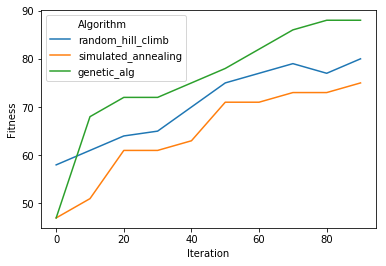 90
80
70
60
50
Fitness
Algorithm
random_hill_climb
simulated_annealing
genetic_alg
0
20
40
60
80
Iteration